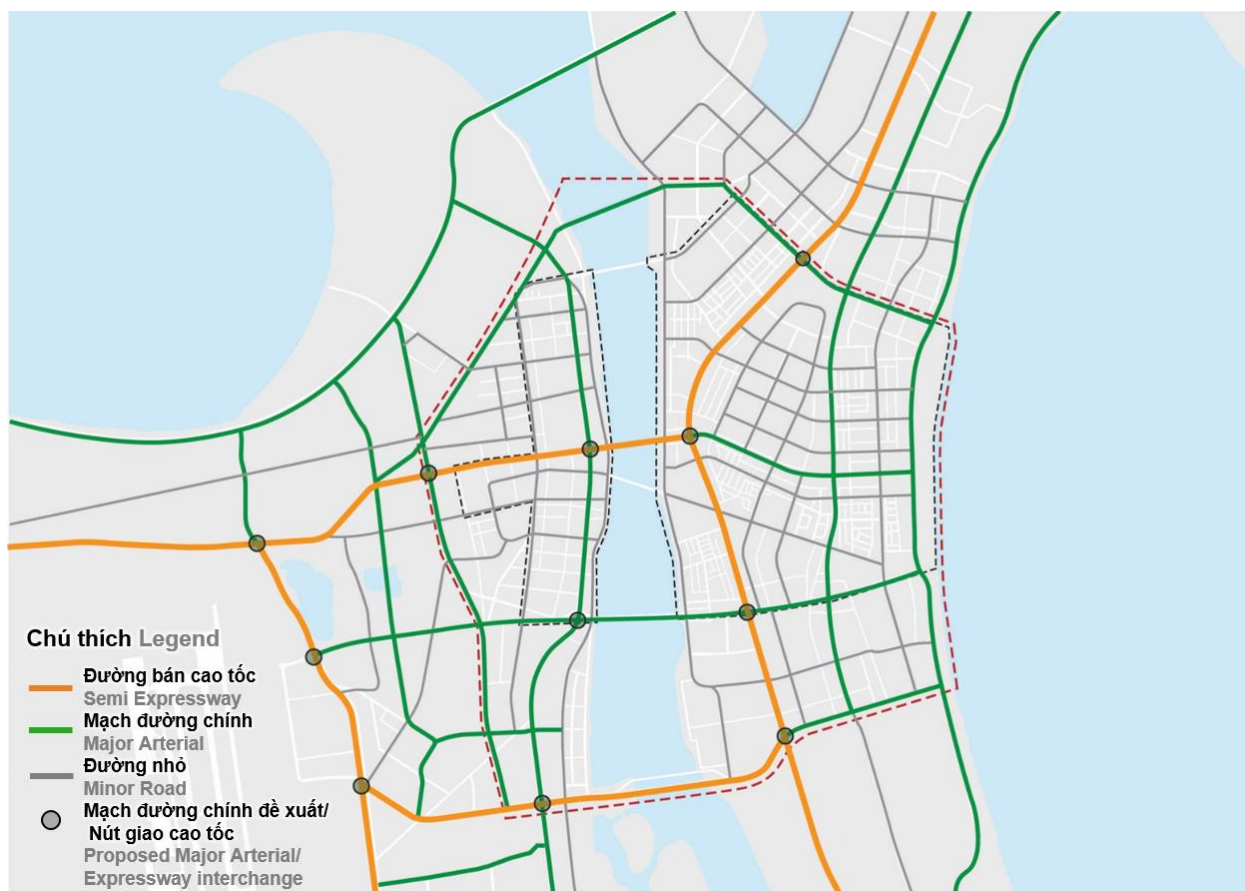 Chú thích Legend
Đường bán cao tốc
Semi Expressway
Mạch đường chính
Major Arterial
Đường nhỏ
Minor Road
Mạch đường chính đề xuất/
Nút giao cao tốc
Proposed Major Arterial/
Expressway interchange